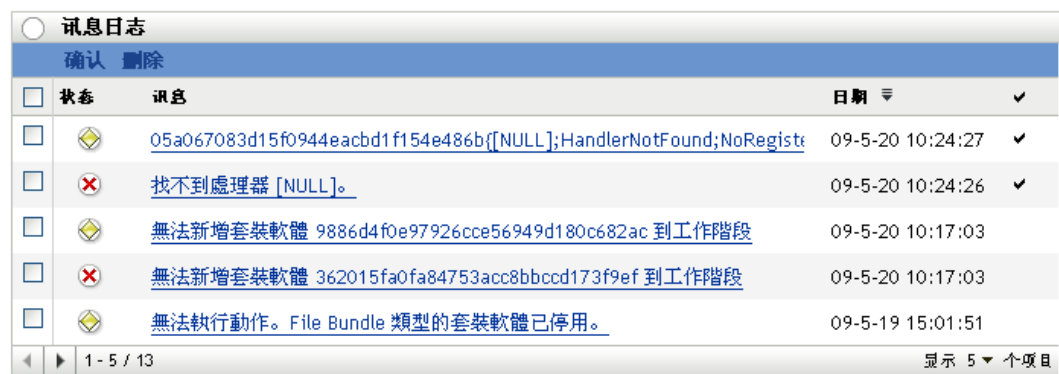 讯息日志
确认 删除
状态 讯息 日期
05a067083d15f0944eacbd1f154e486b{[NULL];HandlerNotFound;NoRegiste 09-5-20 10:24:27
找不到處理器 [NULL]。 09-5-20 10:24:26
無法新增套裝軟體 9886d4f0e97926cce56949d180c682ac 到工作階段 09-5-20 10:17:03
無法新增套裝軟體 362015fa0fa84753acc8bbccd173f9ef 到工作階段 09-5-20 10:17:03
無法執行動作。File Bundle 類型的套裝軟體已停用。 09-5-19 15:01:51
1 - 5 / 13 显示 5 个项目